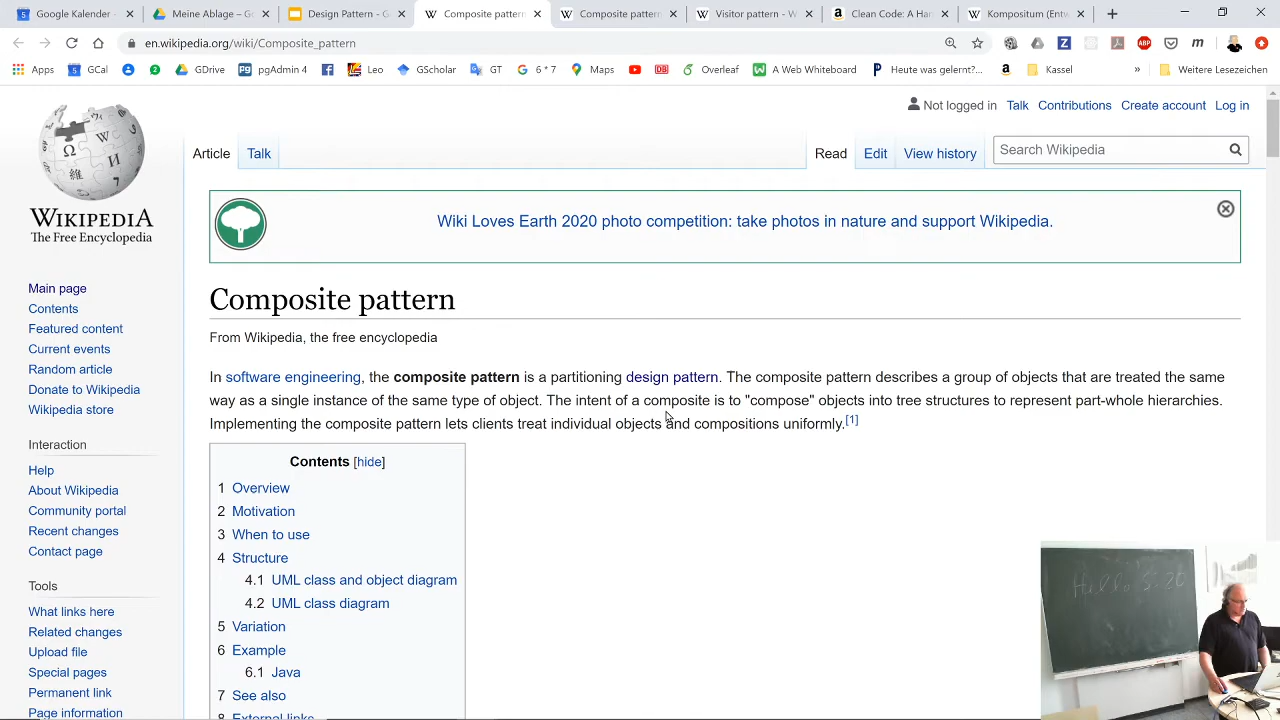 Google Kalender -
Meine Ablage – G
Design Pattern - G
Composite pattern
Composite pattern
pattern - W
Clean Code: A Han
Kompositum (Entw
en.wikipedia.org/wiki/Composite_pattern
Apps
GCal
GDrive
pgAdmin 4
Leo
GScholar
GT
6 * 7
Maps
Overleaf
A Web Whiteboard
Heute was gelernt?...
Kassel
»
Weitere Lesezeichen
Not logged in Talk Contributions Create account Log in
Article Talk
Read Edit View history
Search Wikipedia
WIKIPEDIA
The Free Encyclopedia
Wiki Loves Earth 2020 photo competition: take photos in nature and support Wikipedia.
Main page
Contents
Featured content
Current events
Random article
Donate to Wikipedia
Wikipedia store
Interaction
Help
About Wikipedia
Community portal
Recent changes
Contact page
Tools
What links here
Related changes
Upload file
Special pages
Permanent link
Page information
Composite pattern
From Wikipedia, the free encyclopedia
In software engineering, the composite pattern is a partitioning design pattern. The composite pattern describes a group of objects that are treated the same
way as a single instance of the same type of object. The intent of a composite is to "compose" objects into tree structures to represent part-whole hierarchies.
Implementing the composite pattern lets clients treat individual objects and compositions uniformly.[1]
Contents [hide]
1 Overview
2 Motivation
3 When to use
4 Structure
4.1 UML class and object diagram
4.2 UML class diagram
5 Variation
6 Example
6.1 Java
7 See also
8 External links
Hello